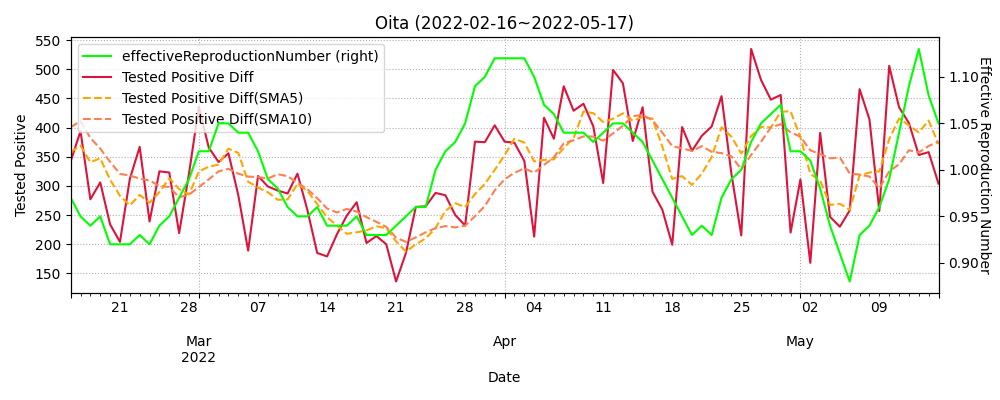 Oita (2022-02-16~2022-05-17)
effectiveReproductionNumber (right)
Tested Positive Diff
Tested Positive Diff(SMA5)
Tested Positive Diff(SMA10)
Tested Positive
550
500
450
400
350
300
250
200
150
1.10
1.05
1.00
0.95
0.90
Effective Reproduction Number
21 28 07 14 21 28 04 11 18 25 02 09
Mar Apr May
2022
Date